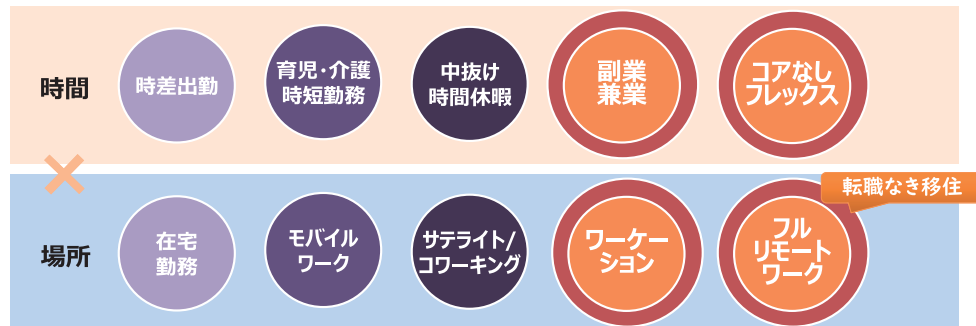 時間
時差出勤
育児・介護
時短勤務
中抜け
時間休暇
副業
兼業
コアなし
フレックス
×
転職なき移住
場所
在宅
勤務
モバイル
ワーク
サテライト/
コワーキング
ワーケー
ション
フル
リモート
ワーク